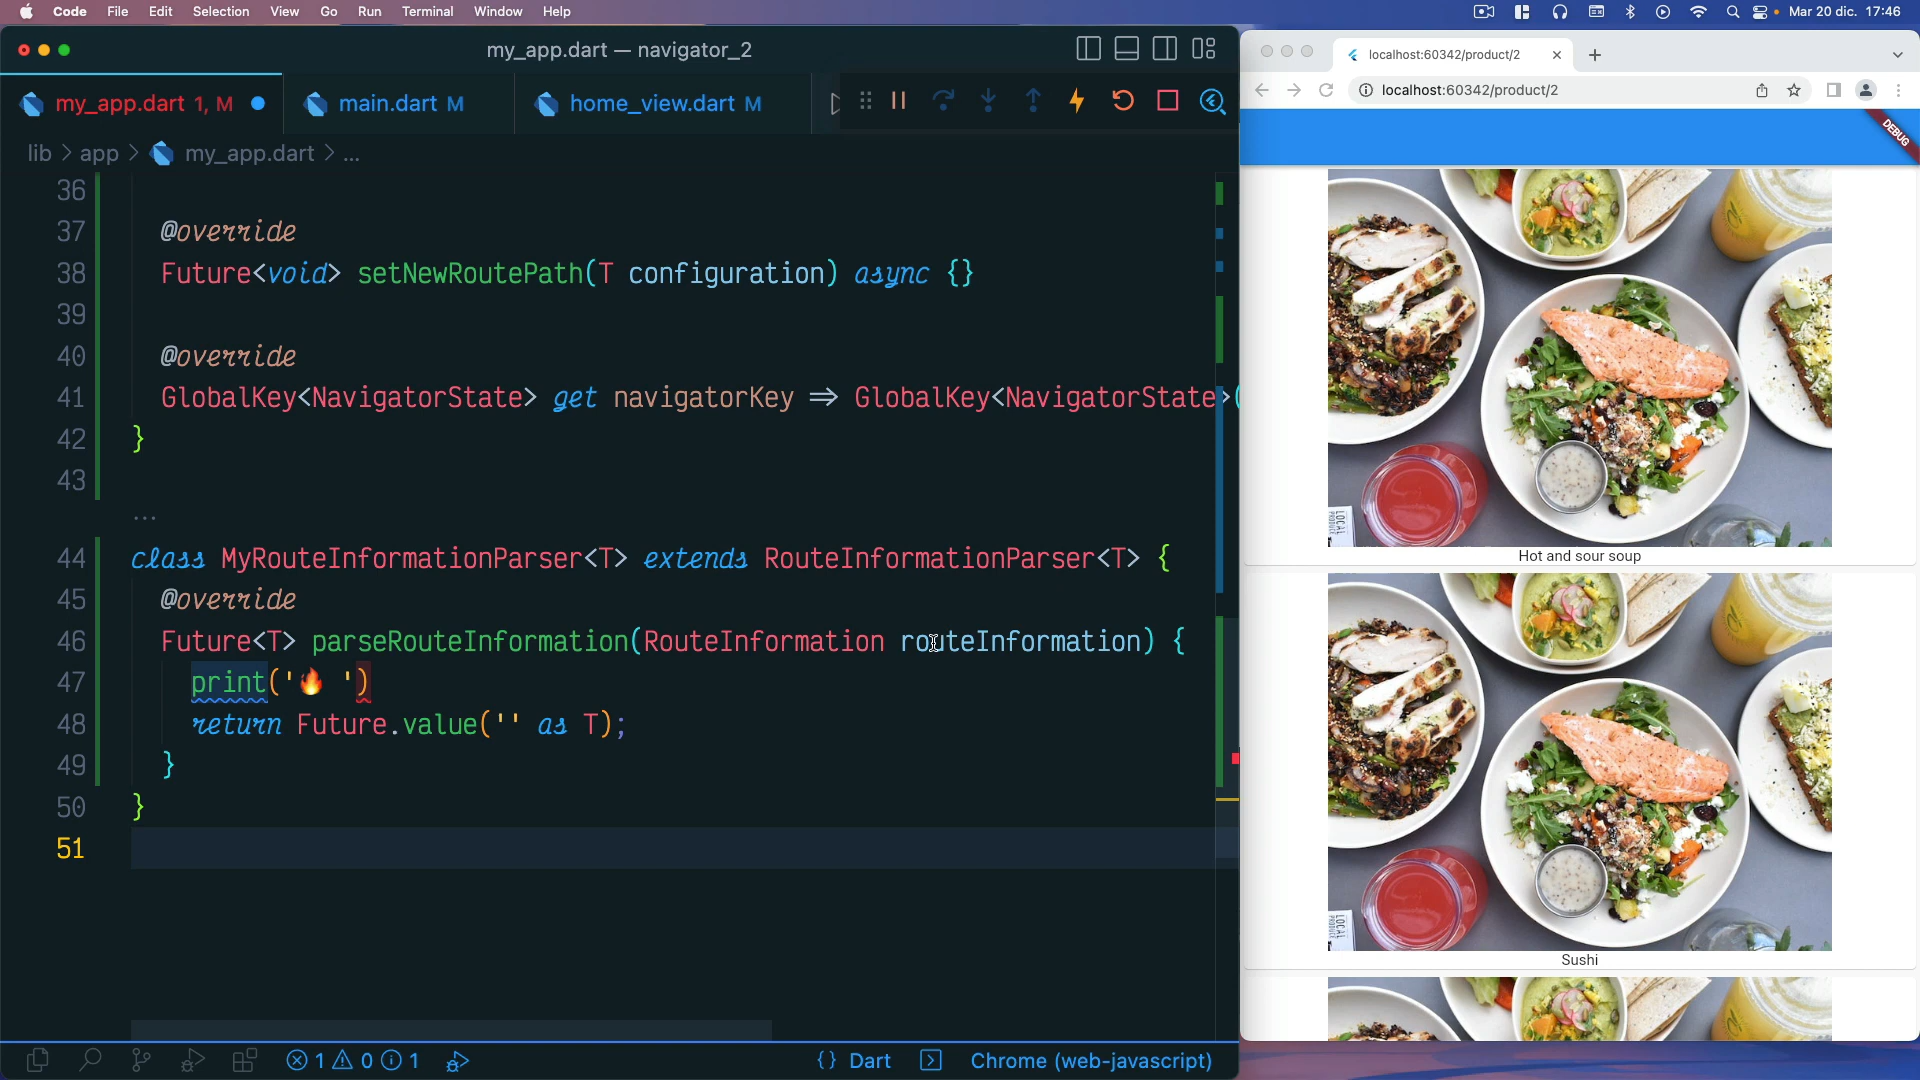 Code File Edit Selection View Go Run Terminal Window Help
Mar 20 dic. 17:46
my_app.dart — navigator_2
my_app.dart 1, M
main.dart M
home_view.dart M
lib > app > my_app.dart > ...
36
37 @override
38 Future<void> setNewRoutePath(T configuration) async {}
39
40 @override
41 GlobalKey<NavigatorState> get navigatorKey => GlobalKey<NavigatorState>(
42 }
43
...
44 class MyRouteInformationParser<T> extends RouteInformationParser<T> {
45 @override
46 Future<T> parseRouteInformation(RouteInformation routeInformation) {
47 print('🔥 ')
48 return Future.value('' as T);
49 }
50 }
51
1 0 1
{} Dart
Chrome (web-javascript)
localhost:60342/product/2
localhost:60342/product/2
DEBUG
LOCAL
PRODUCT
Hot and sour soup
LOCAL
PRODUCT
Sushi